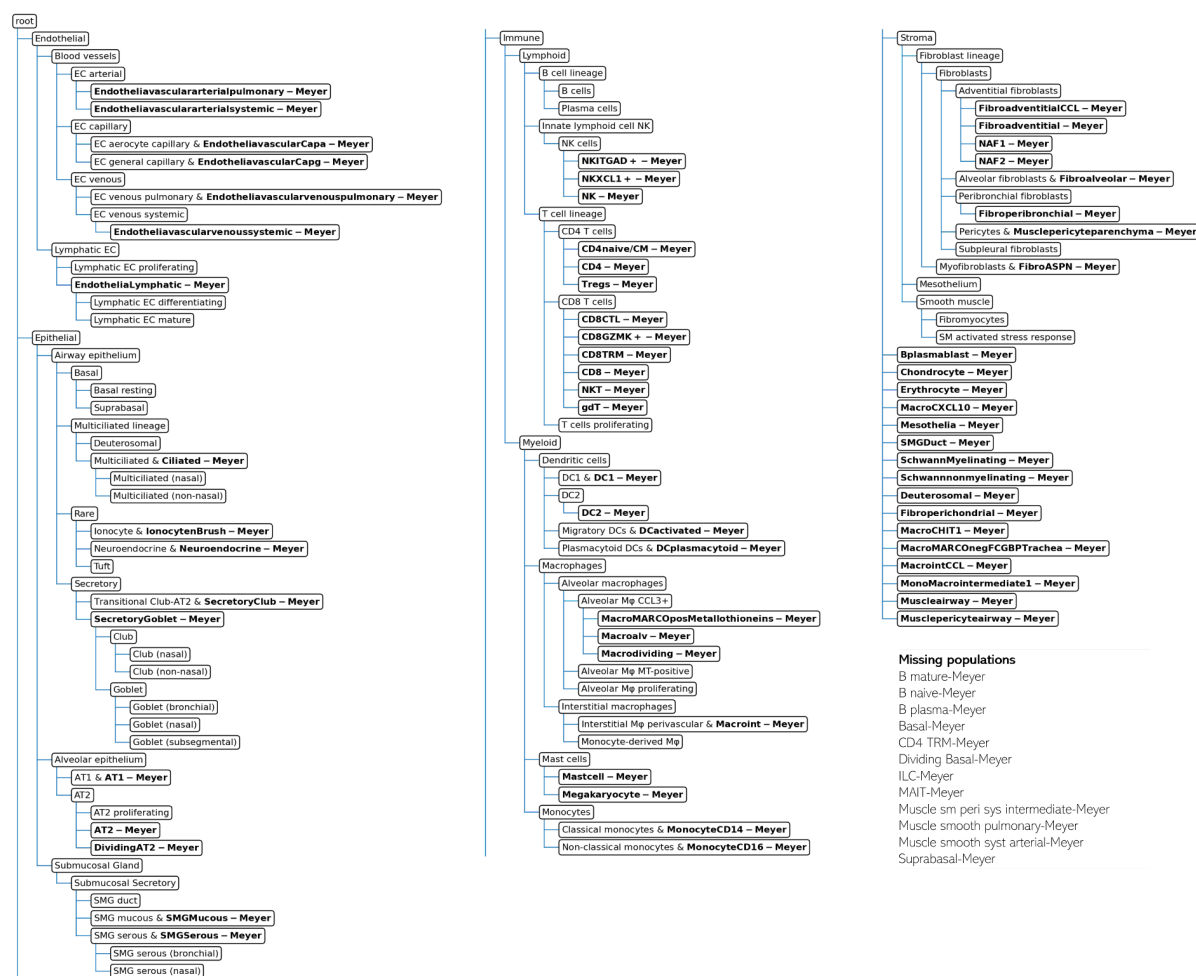 root
Endothelial
Blood vessels
EC arterial
Endotheliavasculararterialpulmonary − Meyer
Endotheliavasculararterialsystemic − Meyer
EC capillary
EC aerocyte capillary & EndotheliavascularCapa − Meyer
EC general capillary & EndotheliavascularCapg − Meyer
EC venous
EC venous pulmonary & Endotheliavascularvenouspulmonary − Meyer
EC venous systemic
Endotheliavascularvenoussystemic − Meyer
Lymphatic EC
Lymphatic EC proliferating
EndotheliaLymphatic − Meyer
Lymphatic EC differentiating
Lymphatic EC mature
Epithelial
Airway epithelium
Basal
Basal resting
Suprabasal
Multiciliated lineage
Deuterosomal
Multiciliated & Ciliated − Meyer
Multiciliated (nasal)
Multiciliated (non-nasal)
Rare
Ionocyte & IonocytenBrush − Meyer
Neuroendocrine & Neuroendocrine − Meyer
Tuft
Secretory
Transitional Club-AT2 & SecretoryClub − Meyer
SecretoryGoblet − Meyer
Club
Club (nasal)
Club (non-nasal)
Goblet
Goblet (bronchial)
Goblet (nasal)
Goblet (subsegmental)
Alveolar epithelium
AT1 & AT1 − Meyer
AT2
AT2 proliferating
AT2 − Meyer
DividingAT2 − Meyer
Submucosal Gland
Submucosal Secretory
SMG duct
SMG mucous & SMGMucous − Meyer
SMG serous & SMGSerous − Meyer
SMG serous (bronchial)
SMG serous (nasal)
Immune
Lymphoid
B cell lineage
B cells
Plasma cells
Innate lymphoid cell NK
NK cells
NKITGAD + − Meyer
NKXCL1 + − Meyer
NK − Meyer
T cell lineage
CD4 T cells
CD4naive/CM − Meyer
CD4 − Meyer
Tregs − Meyer
CD8 T cells
CD8CTL − Meyer
CD8GZMK + − Meyer
CD8TRM − Meyer
CD8 − Meyer
NKT − Meyer
gdT − Meyer
T cells proliferating
Myeloid
Dendritic cells
DC1 & DC1 − Meyer
DC2
DC2 − Meyer
Migratory DCs & DCactivated − Meyer
Plasmacytoid DCs & DCplasmacytoid − Meyer
Macrophages
Alveolar macrophages
Alveolar Mφ CCL3+
MacroMARCOposMetallothioneins − Meyer
Macroalv − Meyer
Macrodividing − Meyer
Alveolar Mφ MT-positive
Alveolar Mφ proliferating
Interstitial macrophages
Interstitial Mφ perivascular & Macroint − Meyer
Monocyte-derived Mφ
Mast cells
Mastcell − Meyer
Megakaryocyte − Meyer
Monocytes
Classical monocytes & MonocyteCD14 − Meyer
Non-classical monocytes & MonocyteCD16 − Meyer
Stroma
Fibroblast lineage
Fibroblasts
Adventitial fibroblasts
FibroadventitialCCL − Meyer
Fibroadventitial − Meyer
NAF1 − Meyer
NAF2 − Meyer
Alveolar fibroblasts & Fibroalveolar − Meyer
Peribronchial fibroblasts
Fibroperibronchial − Meyer
Pericytes & Musclepericyteparenchyma − Meyer
Subpleural fibroblasts
Myofibroblasts & FibroASPN − Meyer
Mesothelium
Smooth muscle
Fibromyocytes
SM activated stress response
Bplasmablast − Meyer
Chondrocyte − Meyer
Erythrocyte − Meyer
MacroCXCL10 − Meyer
Mesothelia − Meyer
SMGDuct − Meyer
SchwannMyelinating − Meyer
Schwannnonmyelinating − Meyer
Deuterosomal − Meyer
Fibroperichondrial − Meyer
MacroCHIT1 − Meyer
MacroMARCOnegFCGBPTrachea − Meyer
MacrointCCL − Meyer
MonoMacrointermediate1 − Meyer
Muscleairway − Meyer
Musclepericyteairway − Meyer
Missing populations
B mature-Meyer
B naive-Meyer
B plasma-Meyer
Basal-Meyer
CD4 TRM-Meyer
Dividing Basal-Meyer
ILC-Meyer
MAIT-Meyer
Muscle sm peri sys intermediate-Meyer
Muscle smooth pulmonary-Meyer
Muscle smooth syst arterial-Meyer
Suprabasal-Meyer